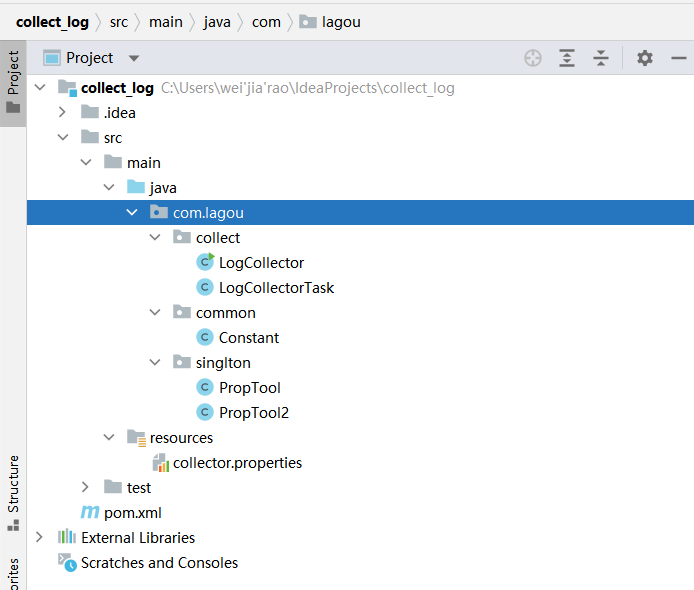 collect_log src main java com lagou
Project
Project
collect_log C:\Users\wei'jia'rao\IdeaProjects\collect_log
.idea
src
main
java
com.lagou
collect
LogCollector
LogCollectorTask
common
Constant
singlton
PropTool
PropTool2
resources
collector.properties
test
pom.xml
External Libraries
Scratches and Consoles
Structure
orites